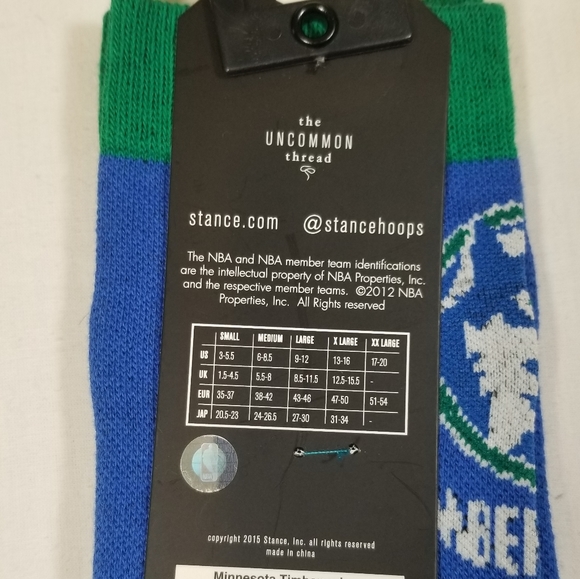 the
UNCOMMON
thread
stance.com @stancehoops
The NBA and NBA member team identifications
are the intellectual property of NBA Properties, Inc.
and the respective member teams. ©2012 NBA
Properties, Inc. All Rights reserved
SMALL MEDIUM LARGE X LARGE XX LARGE
US 3-5.5 6-8.5 9-12 13-16 17-20
UK 1.5-4.5 5.5-8 8.5-11.5 12.5-15.5 -
EUR 35-37 38-42 43-46 47-50 51-54
JAP 20.5-23 24-26.5 27-30 31-34 -
copyright 2015 Stance, Inc. all rights reserved
made in china
Minnesota